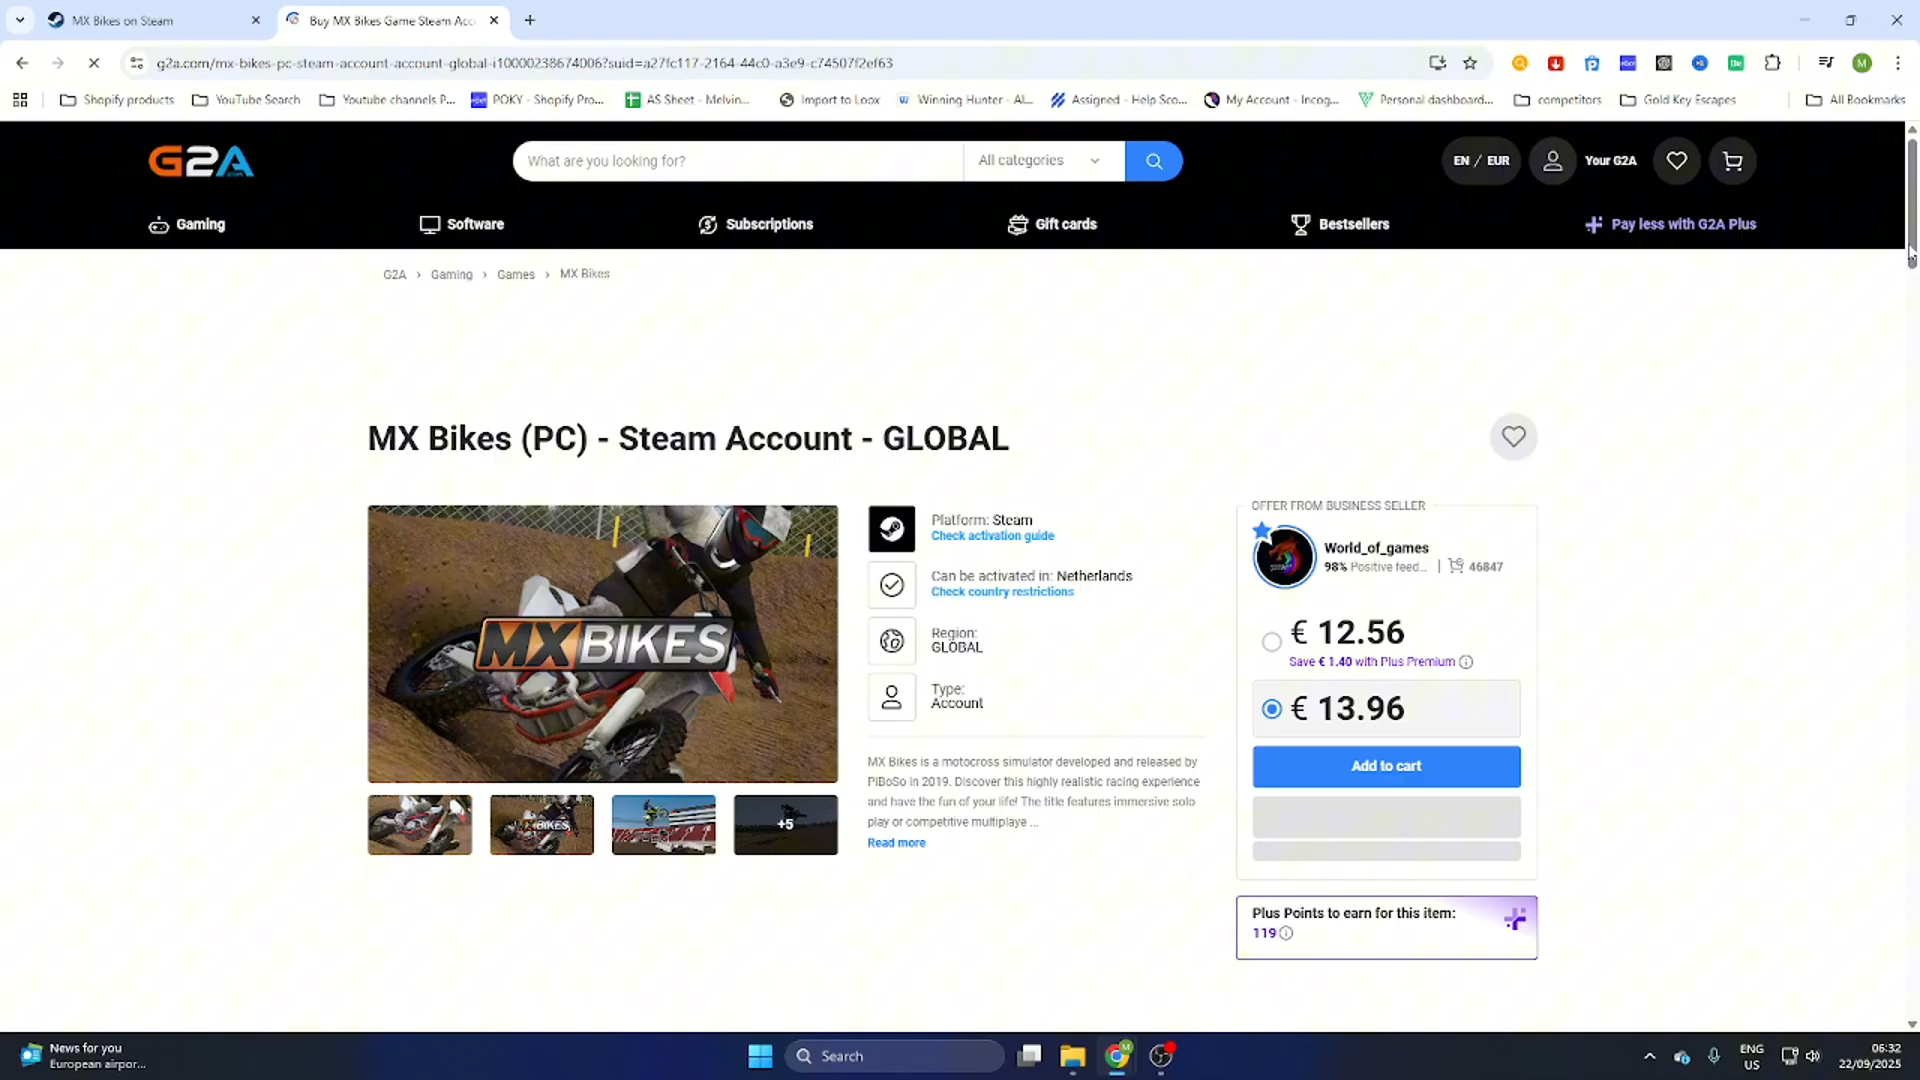 MX Bikes on Steam
Buy MX Bikes Game Steam Acc
g2a.com/mx-bikes-pc-steam-account-account-global-i10000238674006?suid=a27fc117-2164-44c0-a3e9-c74507f2ef63
Shopify products
YouTube Search
Youtube channels P...
POKY - Shopify Pro...
AS Sheet - Melvin...
Import to Loox
Winning Hunter - AI...
Assigned - Help Sco...
My Account - Incog...
Personal dashboard...
competitors
Gold Key Escapes
All Bookmarks
G2A
.COM
What are you looking for?
All categories
EN / EUR
Your G2A
Gaming
Software
Subscriptions
Gift cards
Bestsellers
Pay less with G2A Plus
G2A > Gaming > Games > MX Bikes
MX Bikes (PC) - Steam Account - GLOBAL
MX BIKES
+5
Platform: Steam
Check activation guide
Can be activated in: Netherlands
Check country restrictions
Region:
GLOBAL
Type:
Account
MX Bikes is a motocross simulator developed and released by
PiBoSo in 2019. Discover this highly realistic racing experience
and have the fun of your life! The title features immersive solo
play or competitive multiplaye ...
Read more
OFFER FROM BUSINESS SELLER
World_of_games
98% Positive feed... | 46847
€ 12.56
Save € 1.40 with Plus Premium
€ 13.96
Add to cart
Plus Points to earn for this item:
119
News for you
European airpor...
Search
ENG
US
06:32
22/09/2025